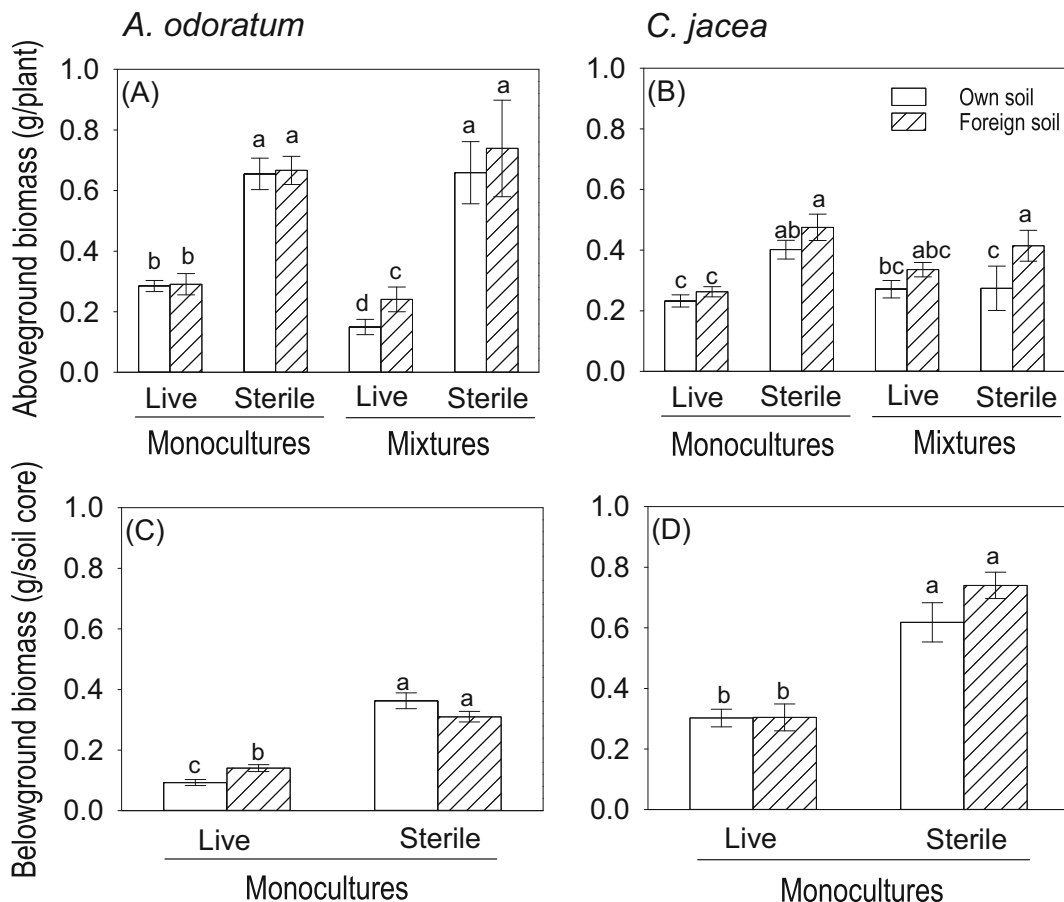 A. odoratum
C. jacea
Aboveground biomass (g/plant)
1.0
0.8
0.6
0.4
0.2
0.0
(A)
b
b
a
a
d
c
a
a
Live
Sterile
Live
Sterile
Monocultures
Mixtures
1.0
0.8
0.6
0.4
0.2
0.0
(B)
Own soil
Foreign soil
c
c
ab
a
bc
abc
c
a
Live
Sterile
Live
Sterile
Monocultures
Mixtures
Belowground biomass (g/soil core)
1.0
0.8
0.6
0.4
0.2
0.0
(C)
c
b
a
a
Live
Sterile
Monocultures
1.0
0.8
0.6
0.4
0.2
0.0
(D)
b
b
a
a
Live
Sterile
Monocultures